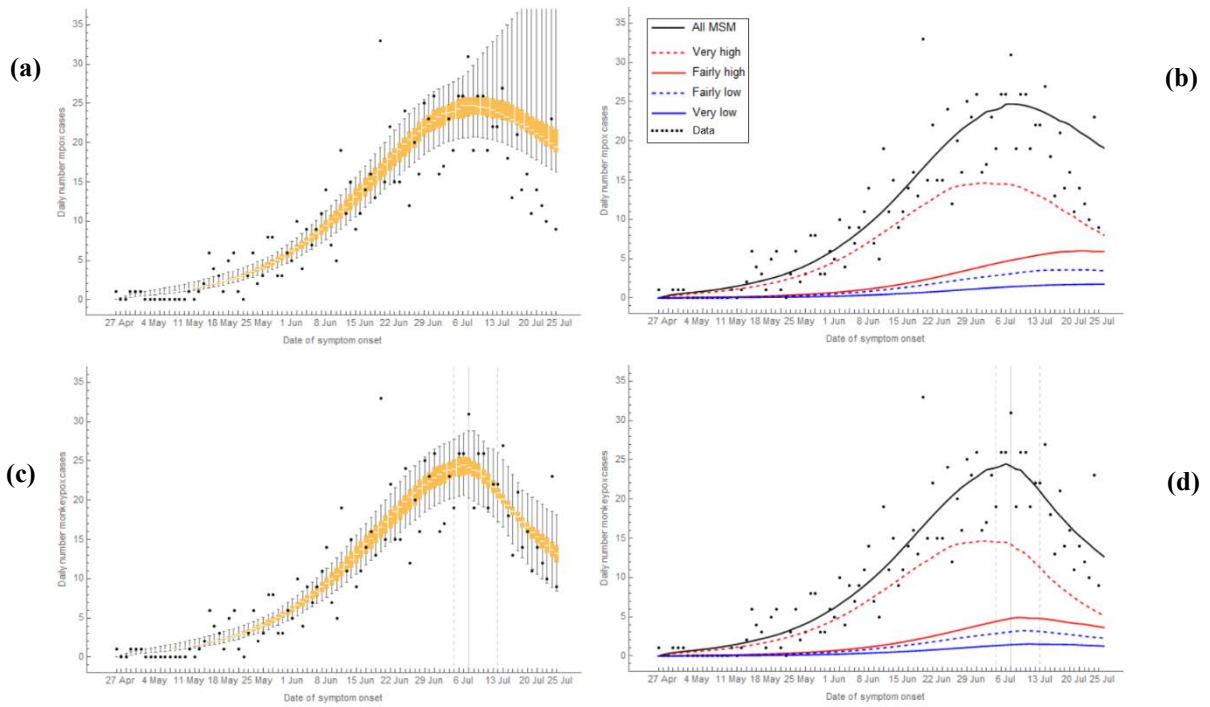 (a)
Daily number mpox cases
35
30
25
20
15
10
5
0
27 Apr 4 May 11 May 18 May 25 May 1 Jun 8 Jun 15 Jun 22 Jun 29 Jun 6 Jul 13 Jul 20 Jul 25 Jul
Date of symptom onset
(b)
Daily number mpox cases
35
30
25
20
15
10
5
0
All MSM
Very high
Fairly high
Fairly low
Very low
Data
27 Apr 4 May 11 May 18 May 25 May 1 Jun 8 Jun 15 Jun 22 Jun 29 Jun 6 Jul 13 Jul 20 Jul 25 Jul
Date of symptom onset
(c)
Daily number monkeypox cases
35
30
25
20
15
10
5
0
27 Apr 4 May 11 May 18 May 25 May 1 Jun 8 Jun 15 Jun 22 Jun 29 Jun 6 Jul 13 Jul 20 Jul 25 Jul
Date of symptom onset
(d)
Daily number monkeypox cases
35
30
25
20
15
10
5
0
27 Apr 4 May 11 May 18 May 25 May 1 Jun 8 Jun 15 Jun 22 Jun 29 Jun 6 Jul 13 Jul 20 Jul 25 Jul
Date of symptom onset